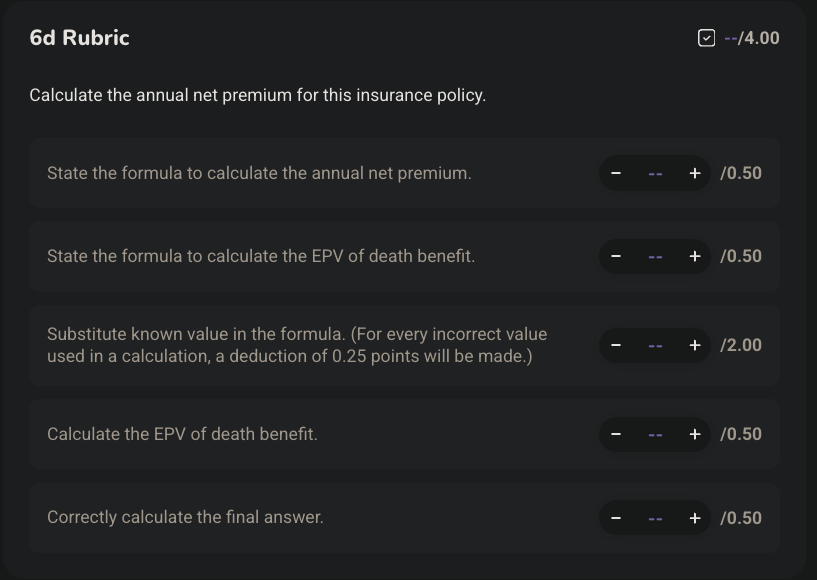 6d Rubric
--/4.00
Calculate the annual net premium for this insurance policy.
State the formula to calculate the annual net premium.
− -- + /0.50
State the formula to calculate the EPV of death benefit.
− -- + /0.50
Substitute known value in the formula. (For every incorrect value
used in a calculation, a deduction of 0.25 points will be made.)
− -- + /2.00
Calculate the EPV of death benefit.
− -- + /0.50
Correctly calculate the final answer.
− -- + /0.50